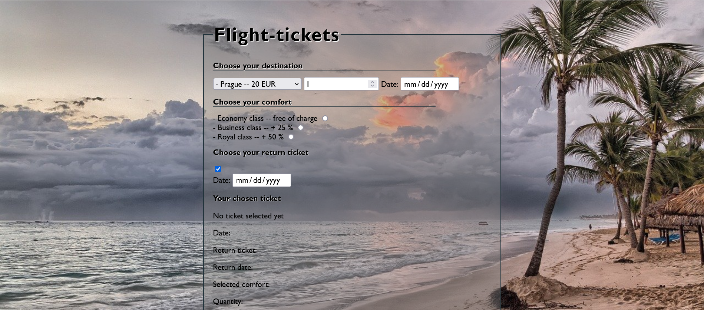 Flight-tickets
Choose your destination
- Prague -- 20 EUR 1 Date: mm/dd/yyyy
Choose your comfort
- Economy class -- free of charge
- Business class -- + 25 %
- Royal class -- + 50 %
Choose your return ticket
Date: mm/dd/yyyy
Your chosen ticket
No ticket selected yet
Date:
Return ticket:
Return date:
Selected comfort:
Quantity: